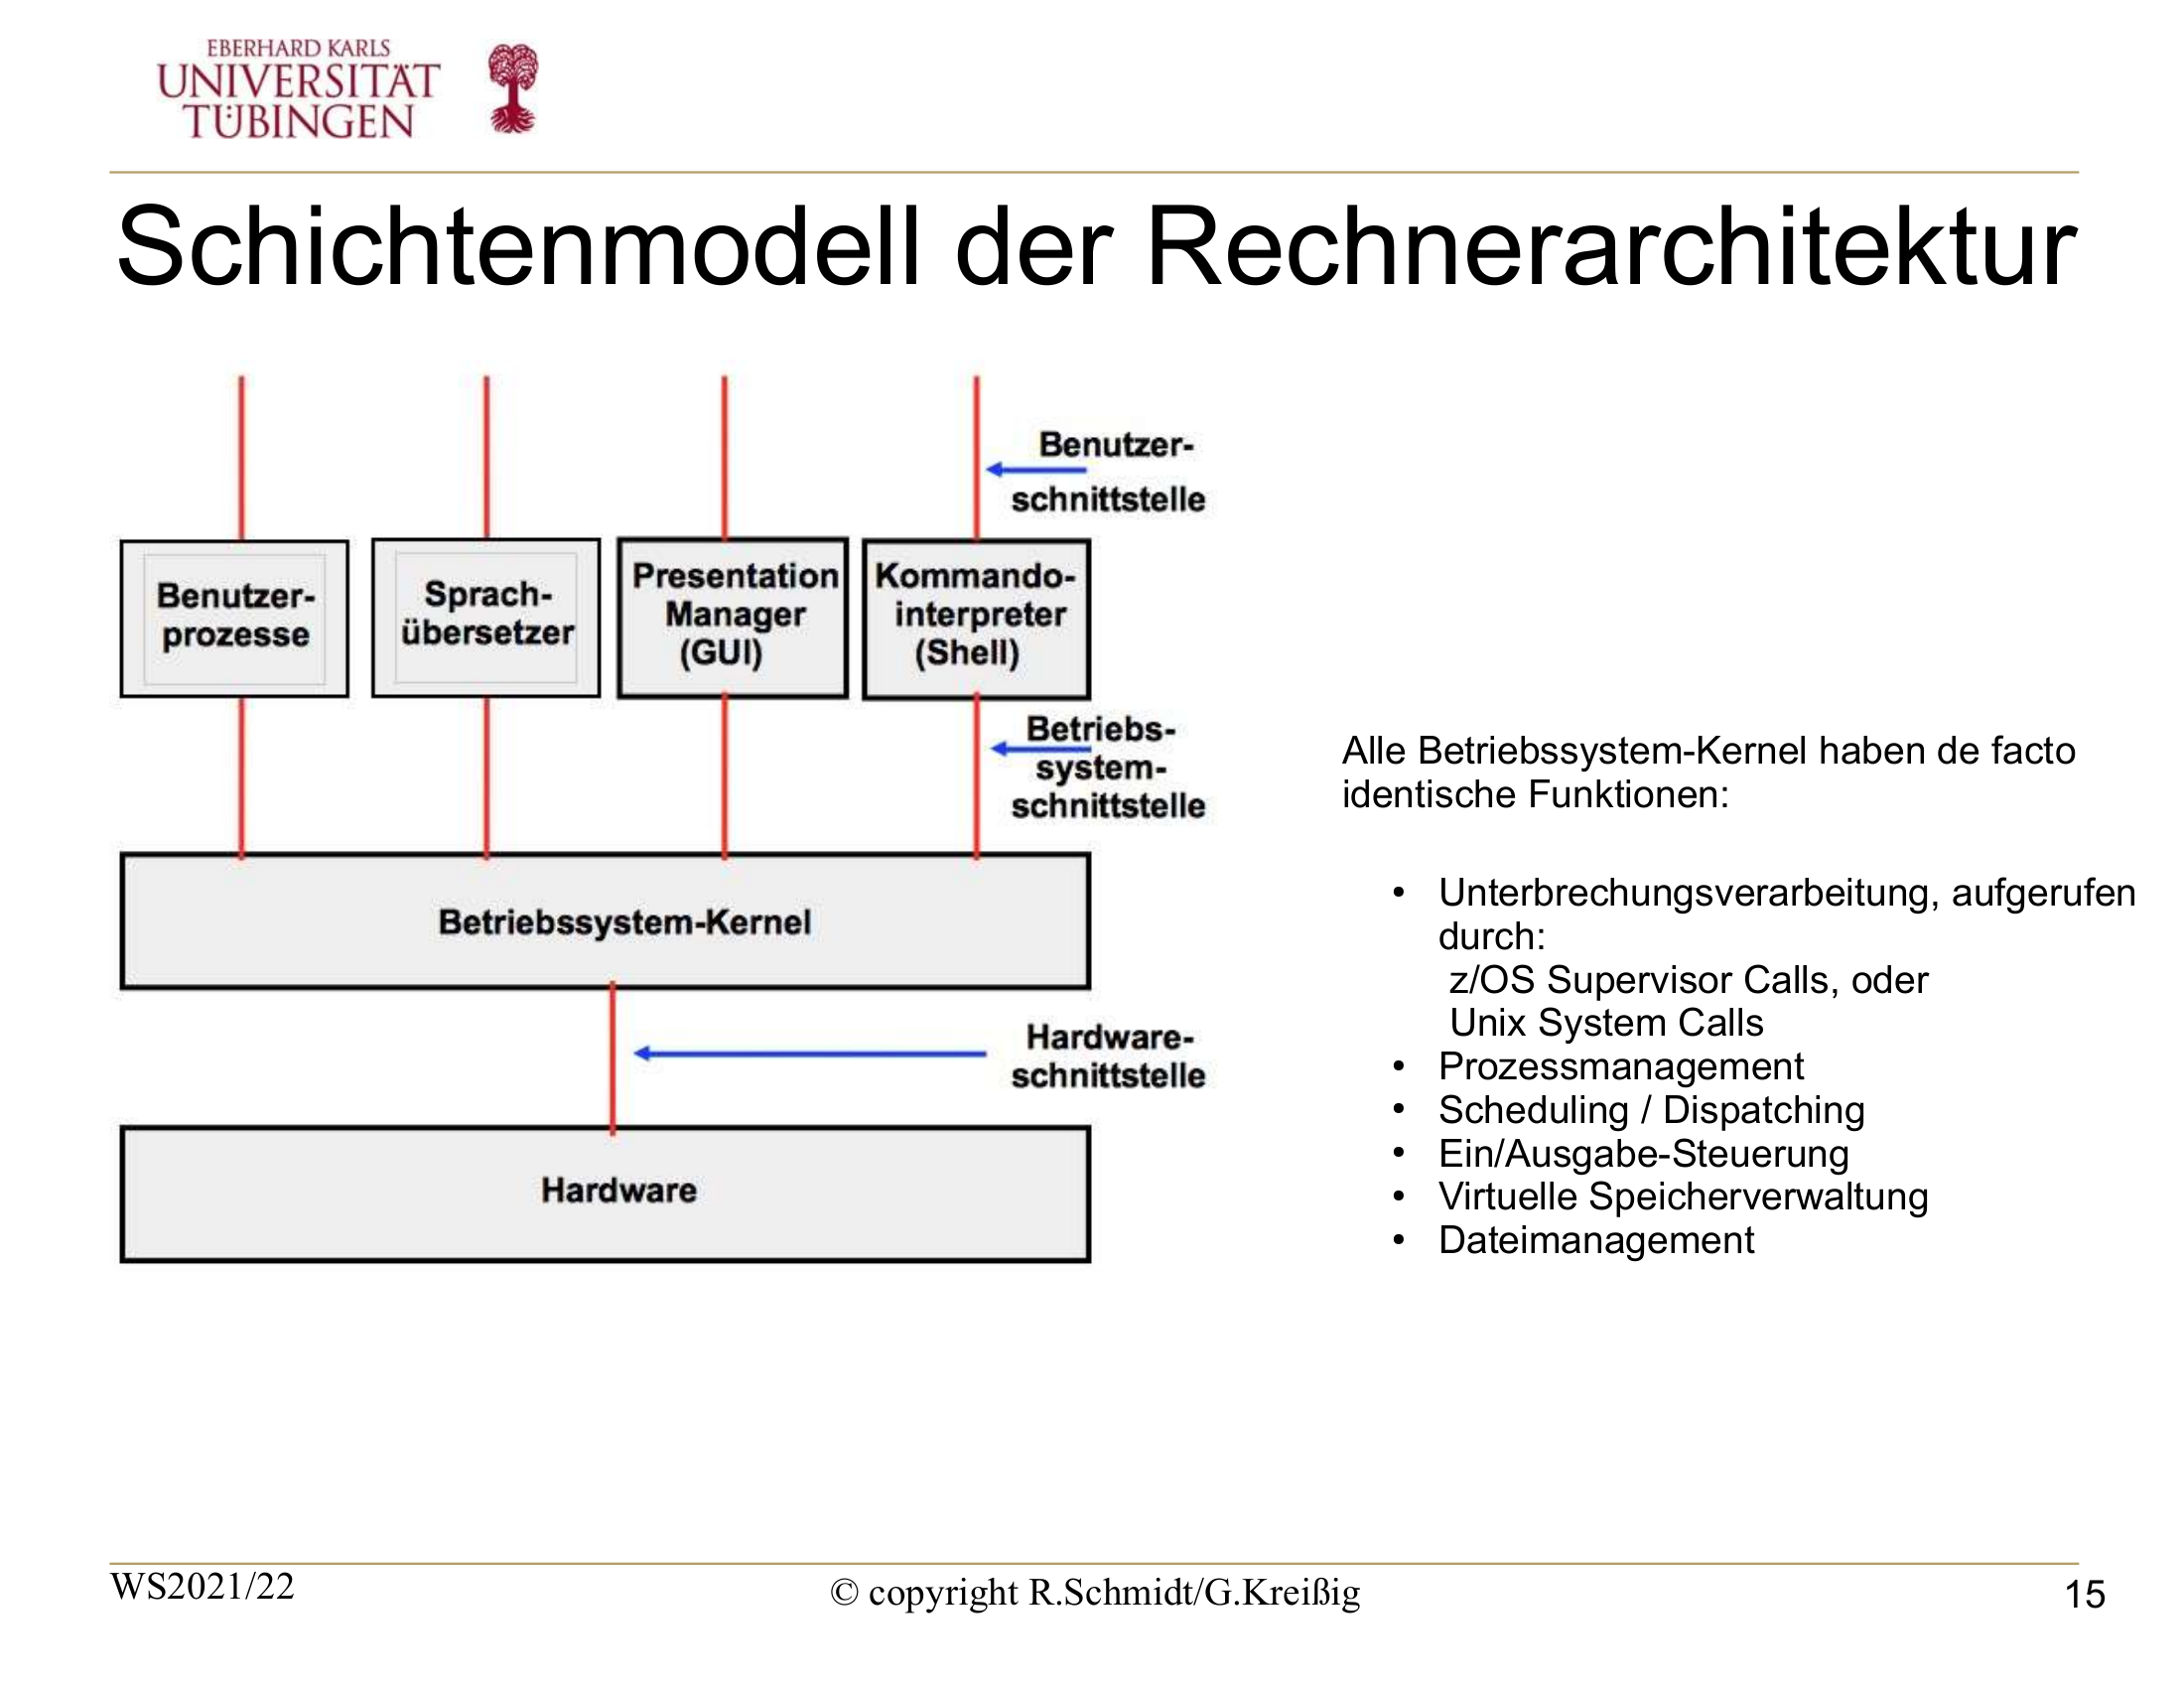 EBERHARD KARLS
UNIVERSITÄT
TÜBINGEN
Schichtenmodell der Rechnerarchitektur
Benutzer-
schnittstelle
Benutzer-
prozesse
Sprach-
übersetzer
Presentation
Manager
(GUI)
Kommando-
interpreter
(Shell)
Betriebs-
system-
schnittstelle
Betriebssystem-Kernel
Hardware-
schnittstelle
Hardware
Alle Betriebssystem-Kernel haben de facto
identische Funktionen:
• Unterbrechungsverarbeitung, aufgerufen
durch:
z/OS Supervisor Calls, oder
Unix System Calls
• Prozessmanagement
• Scheduling / Dispatching
• Ein/Ausgabe-Steuerung
• Virtuelle Speicherverwaltung
• Dateimanagement
WS2021/22
© copyright R.Schmidt/G.Kreißig
15